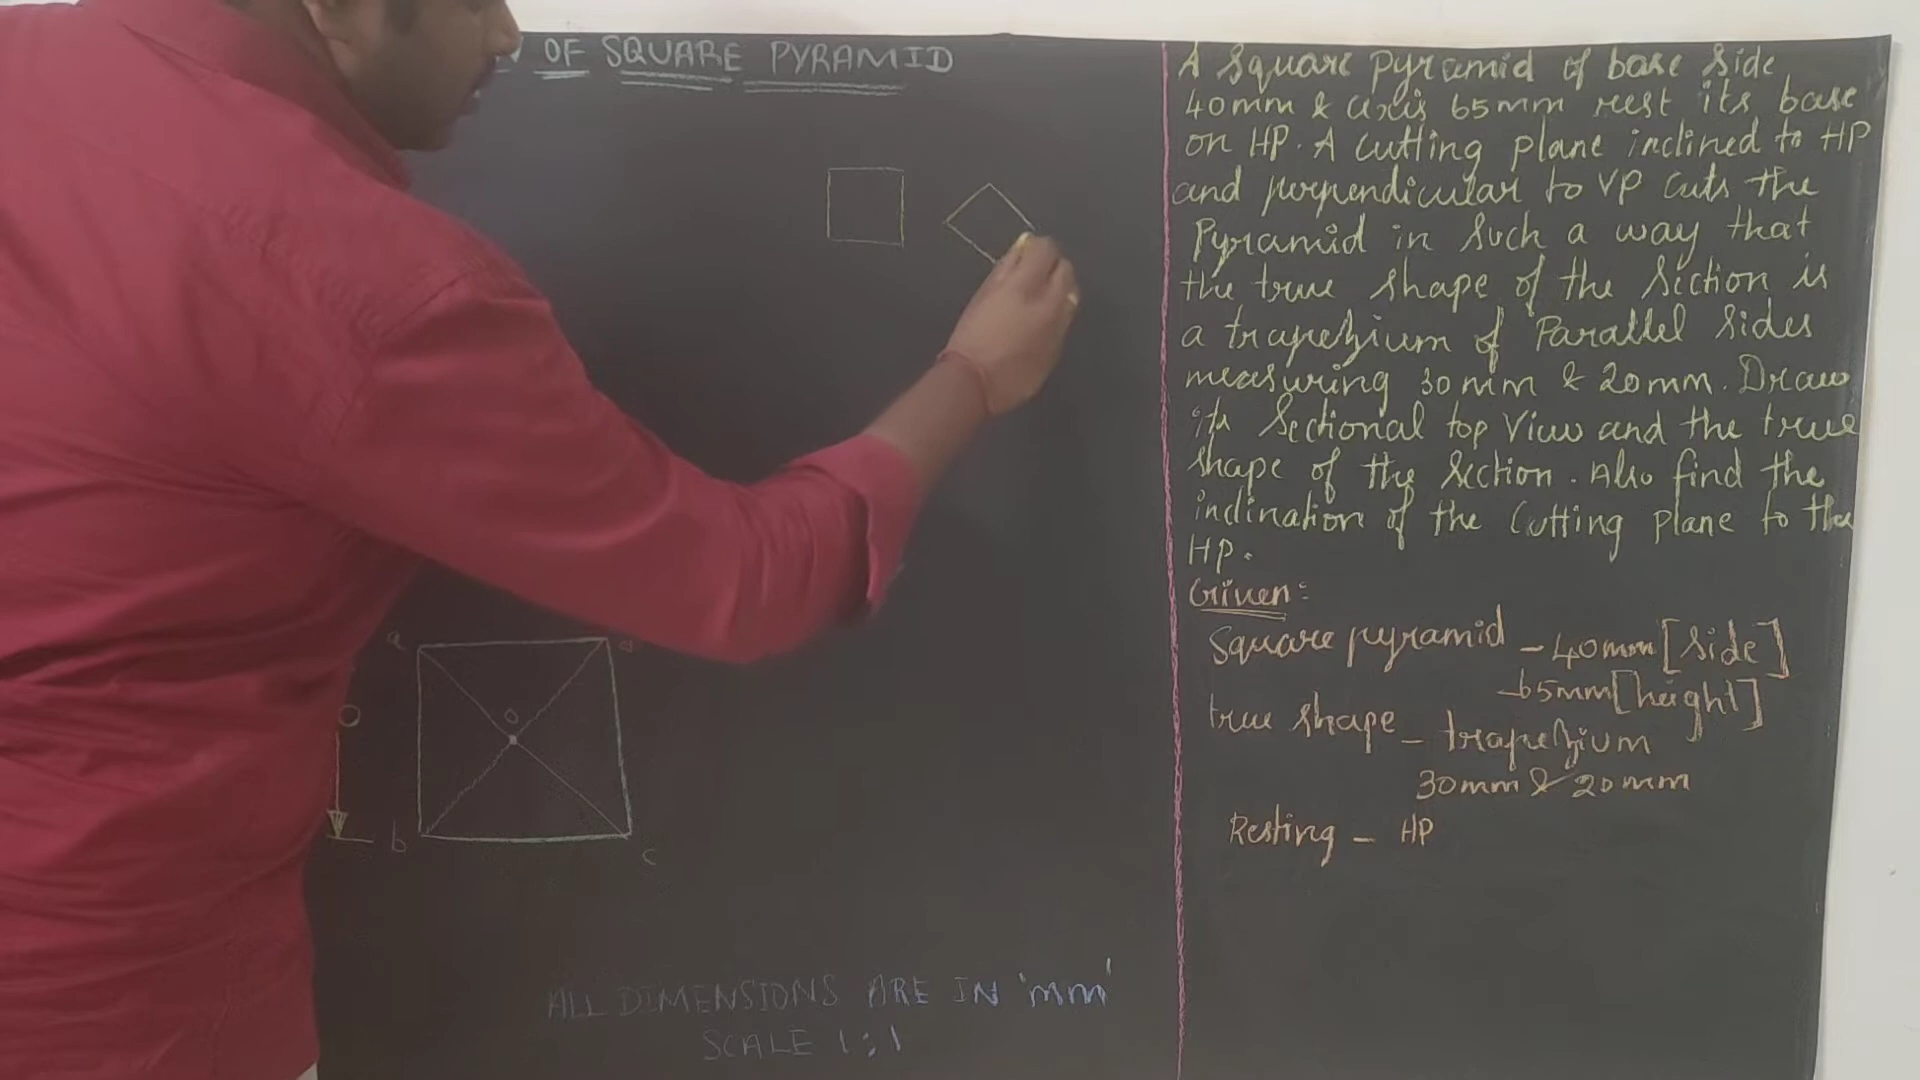 OF SQUARE PYRAMID
A Square pyramid of base side
40mm & axis 65mm rest its base
on HP. A cutting plane inclined to HP
and perpendicular to VP cuts the
Pyramid in such a way that
the true shape of the Section is
a trapezium of Parallel sides
measuring 30mm & 20mm. Draw
its Sectional top View and the true
shape of the Section. Also find the
inclination of the Cutting plane to the
HP.
Given:
Square pyramid - 40mm [side]
- 65mm [height]
true shape - trapezium
30mm & 20mm
Resting - HP
a d
o
b c
ALL DIMENSIONS ARE IN 'mm'
SCALE 1:1